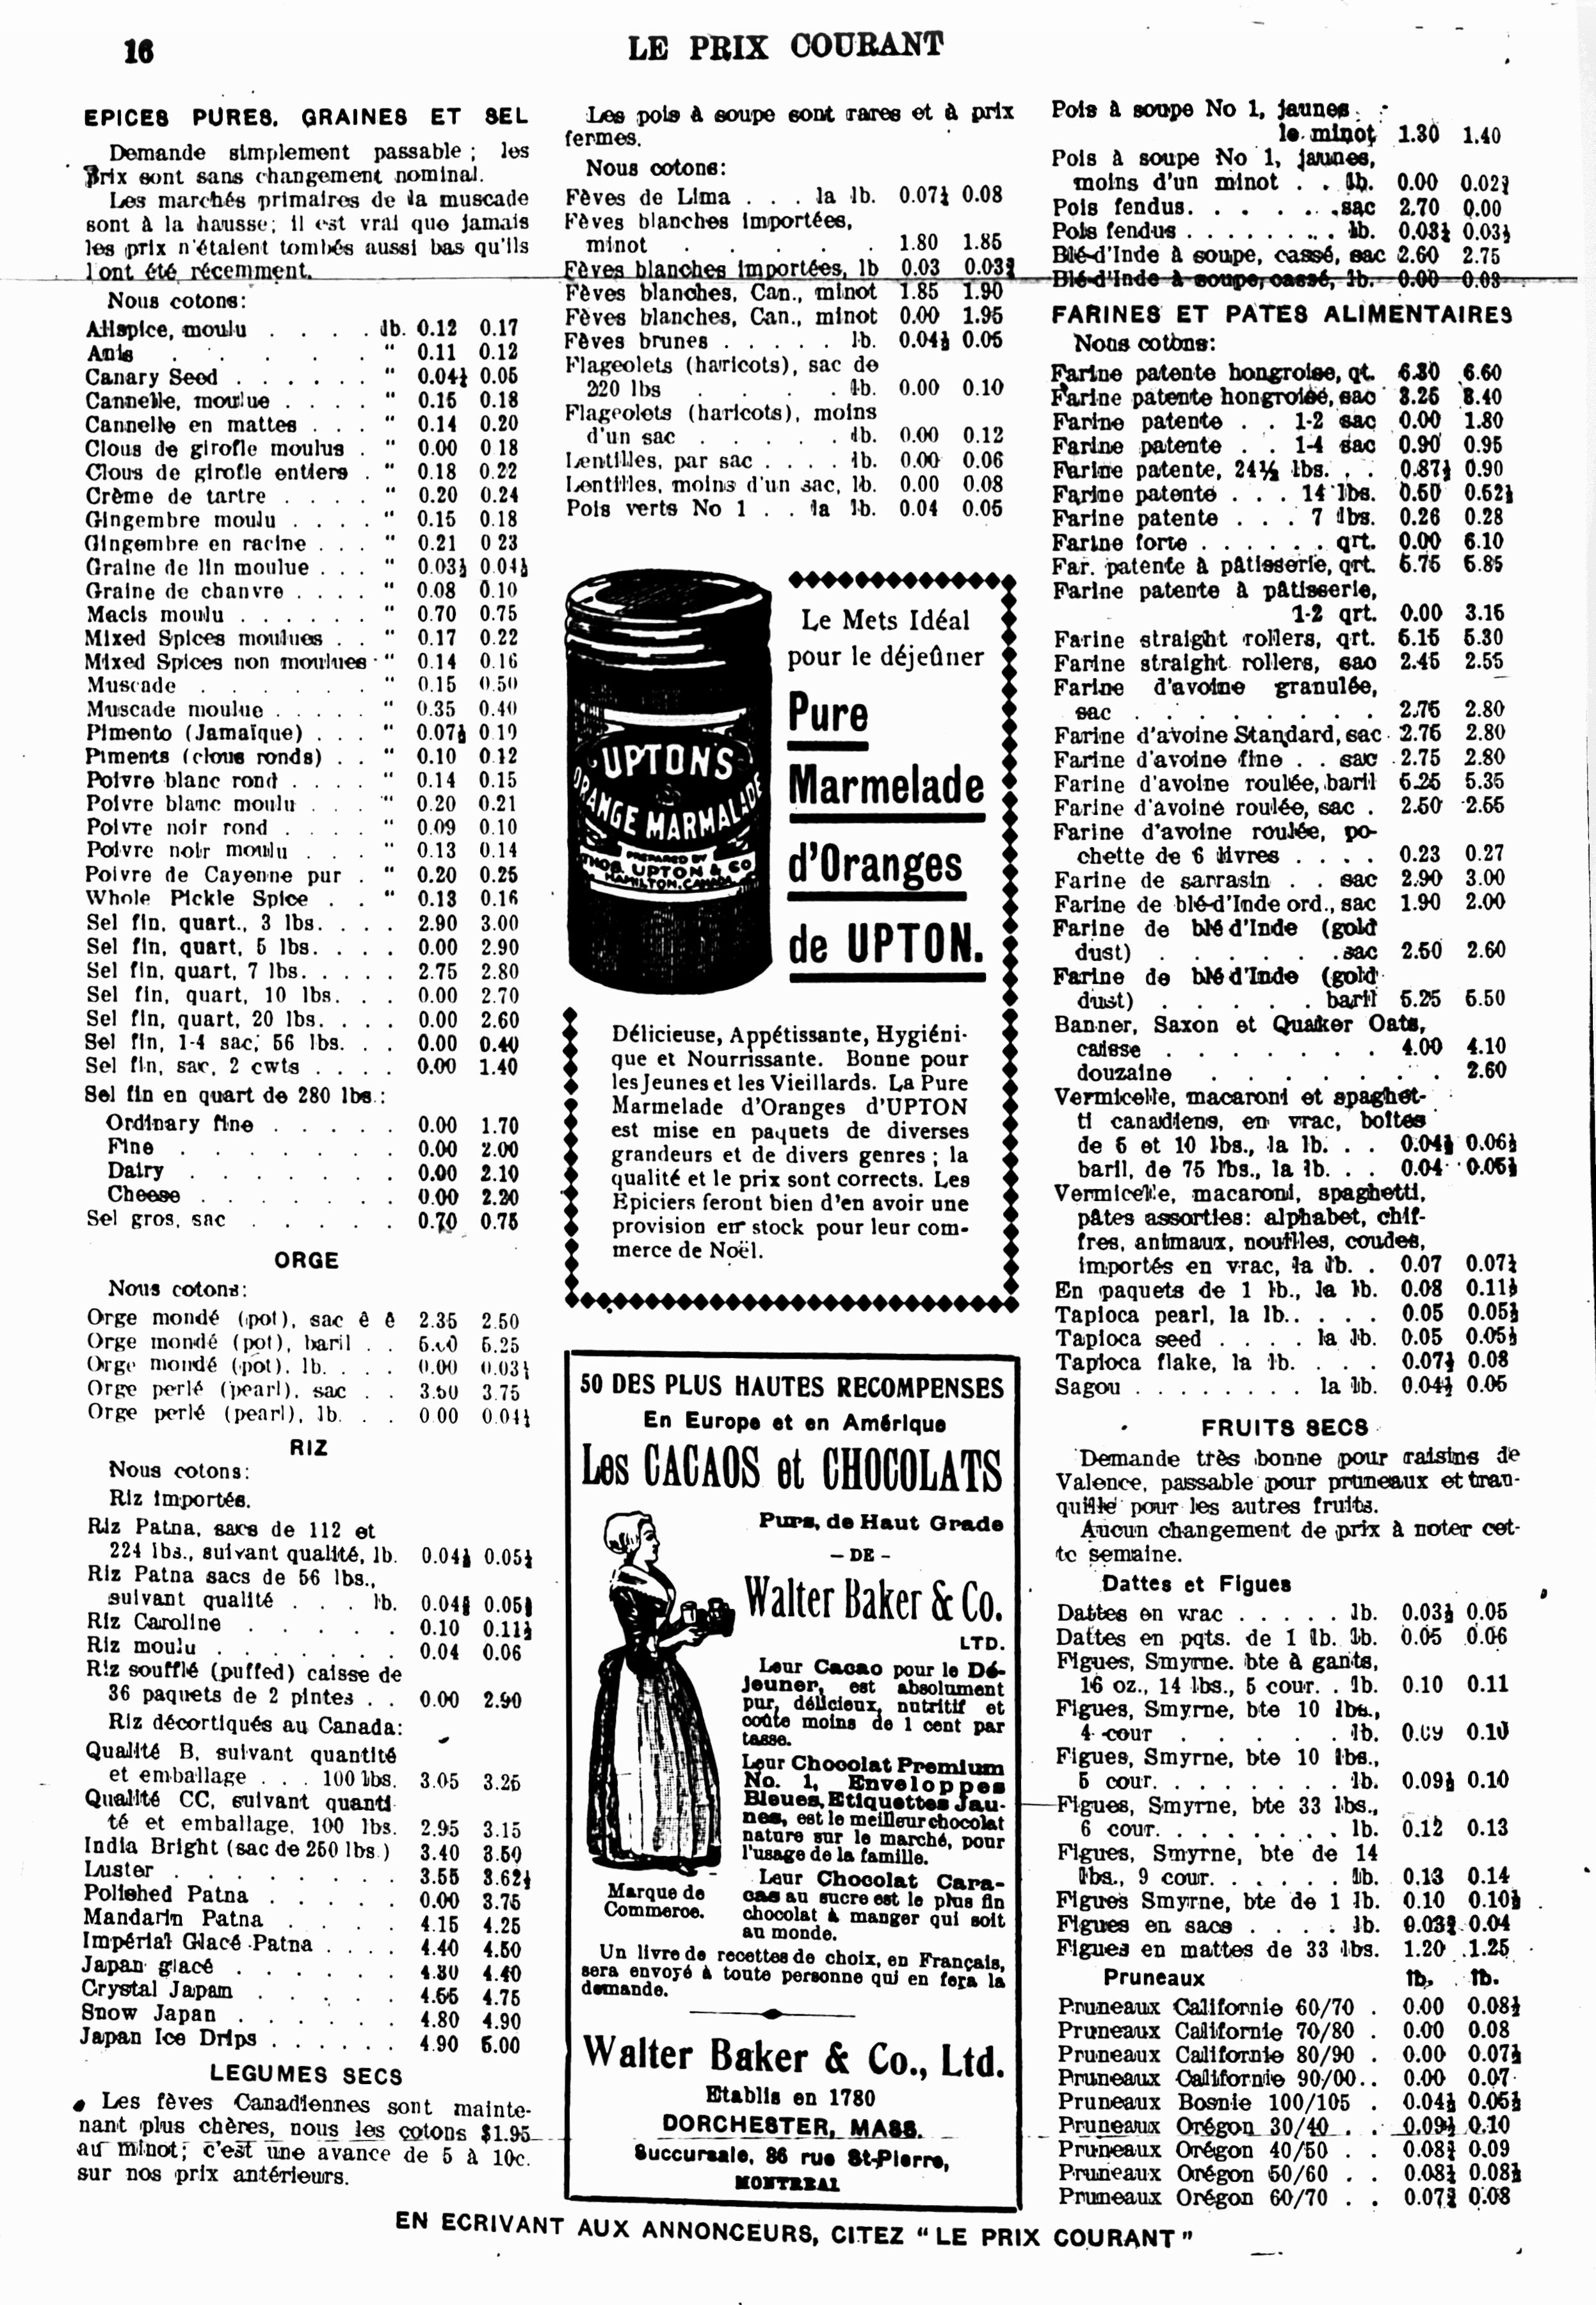 16
LE PRIX COURANT
EPICES PURES, GRAINES ET SEL
Demande simplement passable ; les
Prix sont sans changement nominal.
Les marchés primaires de la muscade
sont à la hausse; il est vrai que jamais
les prix n'étaient tombés aussi bas qu'ils
l'ont été récemment.
Nous cotons:
Allspice, moulu . . . . lb. 0.12 0.17
Anis . . . . . . " 0.11 0.12
Canary Seed . . . . . . " 0.04½ 0.05
Cannelle, moulue . . . . " 0.15 0.18
Cannelle en mattes . . . " 0.14 0.20
Clous de girofle moulus . " 0.00 0 18
Clous de girofle entiers . " 0.18 0.22
Crème de tartre . . . . " 0.20 0.24
Gingembre moulu . . . . " 0.15 0.18
Gingembre en racine . . . " 0.21 0 23
Graine de lin moulue . . . " 0.03½ 0.04½
Graine de chanvre . . . . " 0.08 0.10
Macis moulu . . . . . . " 0.70 0.75
Mixed Spices moulues . . " 0.17 0.22
Mixed Spices non moulues " 0.14 0.16
Muscade . . . . . . " 0.15 0.50
Muscade moulue . . . . . " 0.35 0.40
Pimento (Jamaïque) . . . " 0.07½ 0.10
Piments (clous ronds) . . " 0.10 0.12
Poivre blanc rond . . . . " 0.14 0.15
Poivre blanc moulu . . . " 0.20 0.21
Poivre noir rond . . . . " 0.09 0.10
Poivre noir moulu . . . " 0.13 0.14
Poivre de Cayenne pur . " 0.20 0.25
Whole Pickle Spice . . " 0.13 0.16
Sel fin, quart., 3 lbs. . . . 2.90 3.00
Sel fin, quart, 5 lbs. . . . 0.00 2.90
Sel fin, quart, 7 lbs. . . . . 2.75 2.80
Sel fin, quart, 10 lbs. . . 0.00 2.70
Sel fin, quart, 20 lbs. . . . 0.00 2.60
Sel fin, 1-4 sac, 56 lbs. . . 0.00 0.40
Sel fin, sac, 2 cwts . . . . 0.00 1.40
Sel fin en quart de 280 lbs.:
Ordinary fine . . . . . 0.00 1.70
Fine . . . . . . . 0.00 2.00
Dairy . . . . . . 0.00 2.10
Cheese . . . . . . 0.00 2.20
Sel gros, sac . . . . . 0.70 0.75
ORGE
Nous cotons:
Orge mondé (pot), sac ê ê 2.35 2.50
Orge mondé (pot), baril . . 5.25
Orge mondé (pot), lb. . . . 0.00 0.03½
Orge perlé (pearl), sac . . 3.50 3.75
Orge perlé (pearl), lb. . . 0 00 0.04½
RIZ
Nous cotons:
Riz importés.
Riz Patna, sacs de 112 et
224 lbs., suivant qualité, lb. 0.04½ 0.05½
Riz Patna sacs de 56 lbs.,
suivant qualité . . . lb.
Riz Caroline . . . . . 0.10 0.11½
Riz moulu . . . . . . . 0.04 0.06
Riz soufflé (puffed) caisse de
36 paquets de 2 pintes . . 0.00 2.90
Riz décortiqués au Canada:
Qualité B, suivant quantité
et emballage . . . 100 lbs. 3.05 3.25
Qualité CC, suivant quanti
té et emballage, 100 lbs. 2.95 3.15
India Bright (sac de 250 lbs.) 3.40 3.50
Luster . . . . . . . . 3.55 3.62½
Polished Patna . . . . . 0.00 3.75
Mandarin Patna . . . . 4.15 4.25
Impérial Glacé Patna . . . . 4.40 4.50
Japan glacé . . . . . . 4.30 4.40
Crystal Japam . . . . . 4.65 4.75
Snow Japan . . . . . . 4.80 4.90
Japan Ice Drips . . . . . . 4.90 5.00
LEGUMES SECS
Les fèves Canadiennes sont mainte-
nant plus chères, nous les cotons $1.95
au minot; c'est une avance de 5 à 10c.
sur nos prix antérieurs.
Les pois à soupe sont rares et à prix
fermes.
Nous cotons:
Fèves de Lima . . . la lb. 0.07½ 0.08
Fèves blanches importées,
minot . . . . . . 1.80 1.85
Fèves blanches importées, lb 0.03
Fèves blanches, Can., minot 1.85 1.90
Fèves blanches, Can., minot 0.00 1.95
Fèves brunes . . . . . lb. 0.04½ 0.05
Flageolets (haricots), sac de
220 lbs . . . . lb. 0.00 0.10
Flageolets (haricots), moins
d'un sac . . . . . lb. 0.00 0.12
Lentilles, par sac . . . . lb. 0.00 0.06
Lentilles, moins d'un sac, lb. 0.00 0.08
Pois verts No 1 . . la lb. 0.04 0.05
UPTON'S
ORANGE MARMALADE
PREPARED BY
THOS. UPTON & CO
HAMILTON, CANADA
Le Mets Idéal
pour le déjeûner
Pure
Marmelade
d'Oranges
de UPTON.
Délicieuse, Appétissante, Hygiéni-
que et Nourrissante. Bonne pour
les Jeunes et les Vieillards. La Pure
Marmelade d'Oranges d'UPTON
est mise en paquets de diverses
grandeurs et de divers genres ; la
qualité et le prix sont corrects. Les
Epiciers feront bien d'en avoir une
provision en stock pour leur com-
merce de Noël.
50 DES PLUS HAUTES RECOMPENSES
En Europe et en Amérique
Les CACAOS et CHOCOLATS
Purs, de Haut Grade
– DE –
Walter Baker & Co.
LTD.
Leur Cacao pour le Dé-
jeuner, est absolument
pur, délicieux, nutritif et
coûte moins de 1 cent par
tasse.
Leur Chocolat Premium
No. 1, Enveloppes
Bleues, Etiquettes Jau-
nes, est le meilleur chocolat
nature sur le marché, pour
l'usage de la famille.
Leur Chocolat Cara-
cas au sucre est le plus fin
chocolat à manger qui soit
au monde.
Marque de
Commerce.
Un livre de recettes de choix, en Français,
sera envoyé à toute personne qui en fera la
demande.
Walter Baker & Co., Ltd.
Etablis en 1780
DORCHESTER, MASS.
Succursale, 86 rue St-Pierre,
MONTREAL
Pois à soupe No 1, jaunes
le minot 1.30 1.40
Pois à soupe No 1, jaunes,
moins d'un minot . . lb. 0.00 0.02¾
Pois fendus. . . . . . .sac 2.70 0.00
Pois fendus . . . . . . . . lb. 0.03¼ 0.03½
Blé-d'Inde à soupe, cassé, sac 2.60 2.75
Blé-d'Inde à soupe, cassé, lb. 0.00 0.03
FARINES ET PATES ALIMENTAIRES
Nous cotons:
Farine patente hongroise, qt. 6.30 6.60
Farine patente hongroise, sac 3.25 3.40
Farine patente . . 1-2 sac 0.00 1.80
Farine patente . . 1-4 sac 0.90 0.95
Farine patente, 24½ lbs. . . 0.87½ 0.90
Farine patente . . . 14 lbs. 0.50 0.52½
Farine patente . . . 7 lbs. 0.26 0.28
Farine forte . . . . . . qrt. 0.00 6.10
Far. patente à pâtisserie, qrt. 5.75 5.85
Farine patente à pâtisserie,
1-2 qrt. 0.00 3.15
Farine straight rollers, qrt. 5.15 5.30
Farine straight rollers, sac 2.45 2.55
Farine d'avoine granulée,
sac . . . . . . . . 2.75 2.80
Farine d'avoine Standard, sac 2.75 2.80
Farine d'avoine fine . . sac 2.75 2.80
Farine d'avoine roulée, baril 5.25 5.35
Farine d'avoine roulée, sac . 2.50 2.55
Farine d'avoine roulée, po-
chette de 6 livres . . . . 0.23 0.27
Farine de sarrasin . . sac 2.90 3.00
Farine de blé-d'Inde ord., sac 1.90 2.00
Farine de blé d'Inde (gold
dust) . . . . . .sac 2.50 2.60
Farine de blé d'Inde (gold
dust) . . . . . baril 5.25 5.50
Banner, Saxon et Quaker Oats,
caisse . . . . . . . 4.00 4.10
douzaine . . . . . . . 2.60
Vermicelle, macaroni et spaghet-
ti canadiens, en vrac, boîtes
de 5 et 10 lbs., la lb. . . 0.04½ 0.06½
baril, de 75 lbs., la lb. . . 0.04 0.05½
Vermicelle, macaroni, spaghetti,
pâtes assorties: alphabet, chif-
fres, animaux, nouilles, coudes,
importés en vrac, la lb. . 0.07 0.07½
En paquets de 1 lb., la lb. 0.08 0.11½
Tapioca pearl, la lb. . . . . 0.05 0.05½
Tapioca seed . . . . la lb. 0.05 0.05½
Tapioca flake, la lb. . . . 0.07½ 0.08
Sagou . . . . . . . . la lb. 0.04½ 0.05
FRUITS SECS
Demande très bonne pour raisins de
Valence, passable pour pruneaux et tran-
quille pour les autres fruits.
Aucun changement de prix à noter cet-
te semaine.
Dattes et Figues
Dattes en vrac . . . . . lb. 0.03½ 0.05
Dattes en pqts. de 1 lb. lb. 0.05 0.06
Figues, Smyrne. bte à gants,
16 oz., 14 lbs., 5 cour. . lb. 0.10 0.11
Figues, Smyrne, bte 10 lbs.,
4 cour . . . . . . lb. 0.09 0.10
Figues, Smyrne, bte 10 lbs.,
5 cour. . . . . . . . lb. 0.09½ 0.10
Figues, Smyrne, bte 33 lbs.,
6 cour. . . . . . . . lb. 0.12 0.13
Figues, Smyrne, bte de 14
lbs., 9 cour. . . . . . lb. 0.13 0.14
Figues Smyrne, bte de 1 lb. 0.10 0.10½
Figues en sacs . . . . lb. 0.03¾ 0.04
Figues en mattes de 33 lbs. 1.20 1.25
Pruneaux lb. lb.
Pruneaux Californie 60/70 . 0.00 0.08½
Pruneaux Californie 70/80 . 0.00 0.08
Pruneaux Californie 80/90 . 0.00 0.07½
Pruneaux Californie 90/00. . 0.00 0.07
Pruneaux Bosnie 100/105 . 0.04½ 0.05½
Pruneaux Orégon 30/40 . . 0.09½ 0.10
Pruneaux Orégon 40/50 . . 0.08¾ 0.09
Pruneaux Orégon 50/60 . . 0.08¼ 0.08½
Pruneaux Orégon 60/70 . . 0.07¾ 0.08
EN ECRIVANT AUX ANNONCEURS, CITEZ "LE PRIX COURANT"